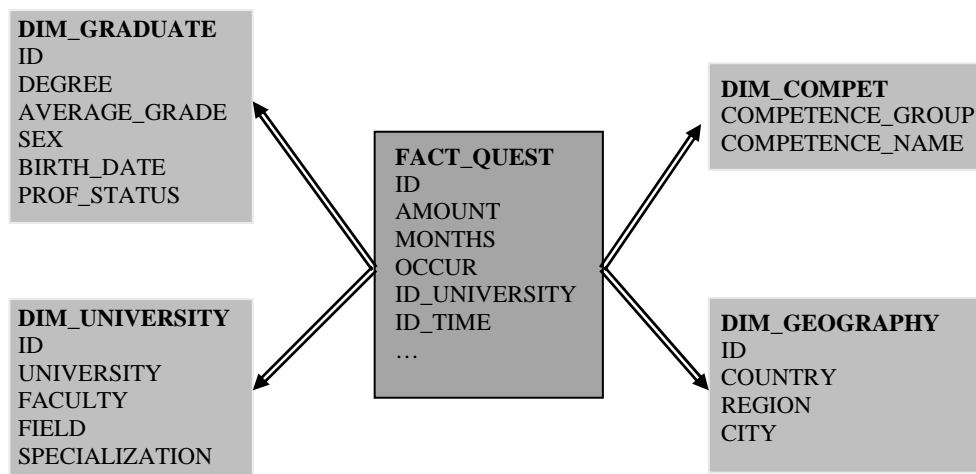 DIM_GRADUATE
ID
DEGREE
AVERAGE_GRADE
SEX
BIRTH_DATE
PROF_STATUS
DIM_UNIVERSITY
ID
UNIVERSITY
FACULTY
FIELD
SPECIALIZATION
FACT_QUEST
ID
AMOUNT
MONTHS
OCCUR
ID_UNIVERSITY
ID_TIME
…
DIM_COMPET
COMPETENCE_GROUP
COMPETENCE_NAME
DIM_GEOGRAPHY
ID
COUNTRY
REGION
CITY